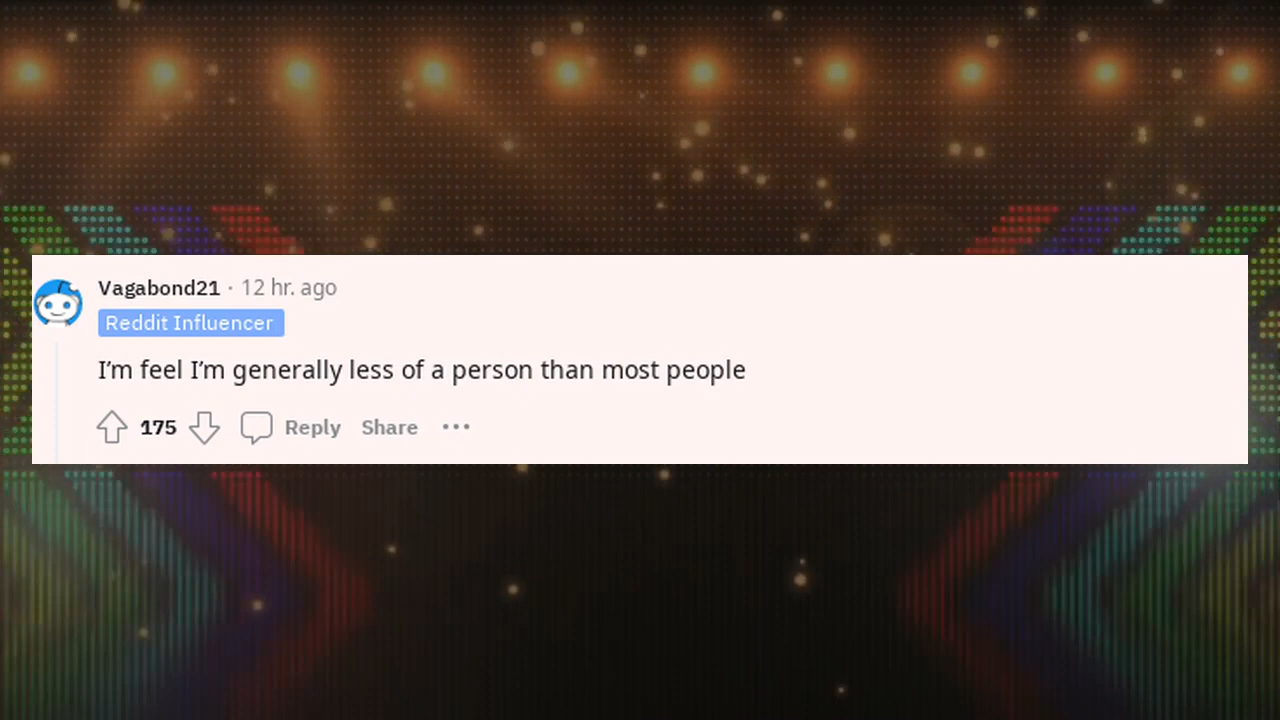 Vagabond21 · 12 hr. ago
Reddit Influencer
I’m feel I’m generally less of a person than most people
175 Reply Share ···